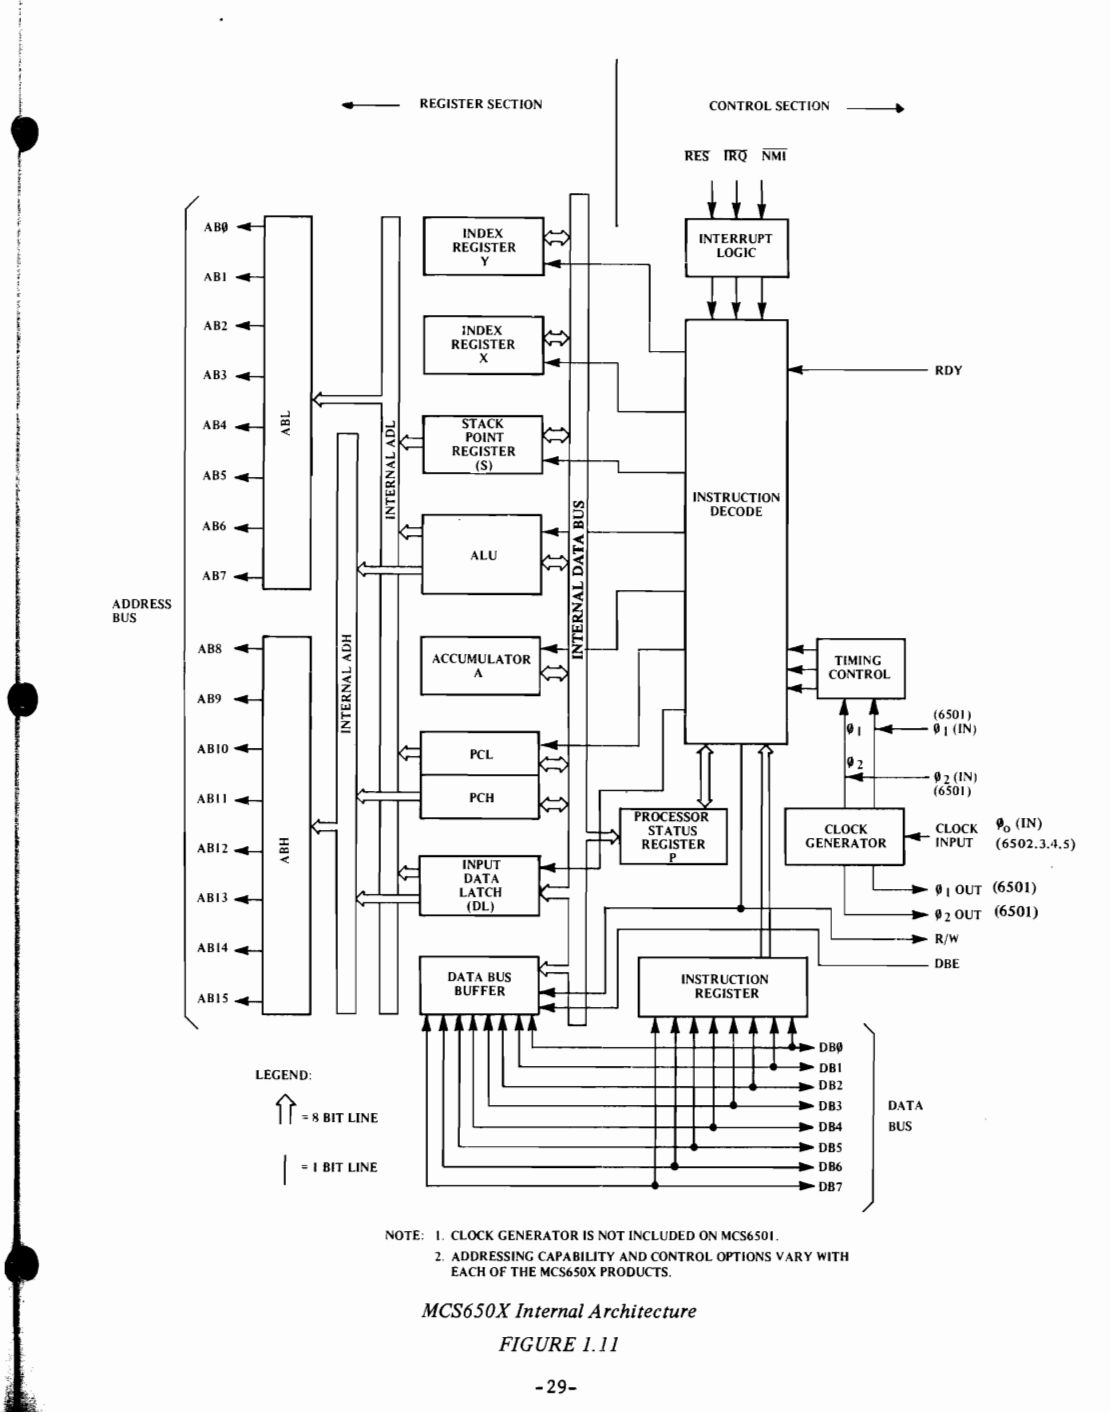 REGISTER SECTION
CONTROL SECTION
RES IRQ NMI
INTERRUPT
LOGIC
AB0
AB1
AB2
AB3
AB4
AB5
AB6
AB7
ADDRESS
BUS
AB8
AB9
AB10
AB11
AB12
AB13
AB14
AB15
ABL
ABH
INTERNAL ADH
INTERNAL ADL
INDEX
REGISTER
Y
INDEX
REGISTER
X
STACK
POINT
REGISTER
(S)
ALU
ACCUMULATOR
A
PCL
PCH
INPUT
DATA
LATCH
(DL)
DATA BUS
BUFFER
INTERNAL DATA BUS
INSTRUCTION
DECODE
PROCESSOR
STATUS
REGISTER
P
INSTRUCTION
REGISTER
RDY
TIMING
CONTROL
(6501)
Ø1 (IN)
Ø1
Ø2
Ø2 (IN)
(6501)
CLOCK
GENERATOR
CLOCK
INPUT
Øo (IN)
(6502.3.4.5)
Ø1 OUT (6501)
Ø2 OUT (6501)
R/W
DBE
DBØ
DB1
DB2
DB3
DB4
DB5
DB6
DB7
DATA
BUS
LEGEND:
= 8 BIT LINE
= 1 BIT LINE
NOTE: 1. CLOCK GENERATOR IS NOT INCLUDED ON MCS6501.
2. ADDRESSING CAPABILITY AND CONTROL OPTIONS VARY WITH
EACH OF THE MCS650X PRODUCTS.
MCS650X Internal Architecture
FIGURE 1.11
-29-